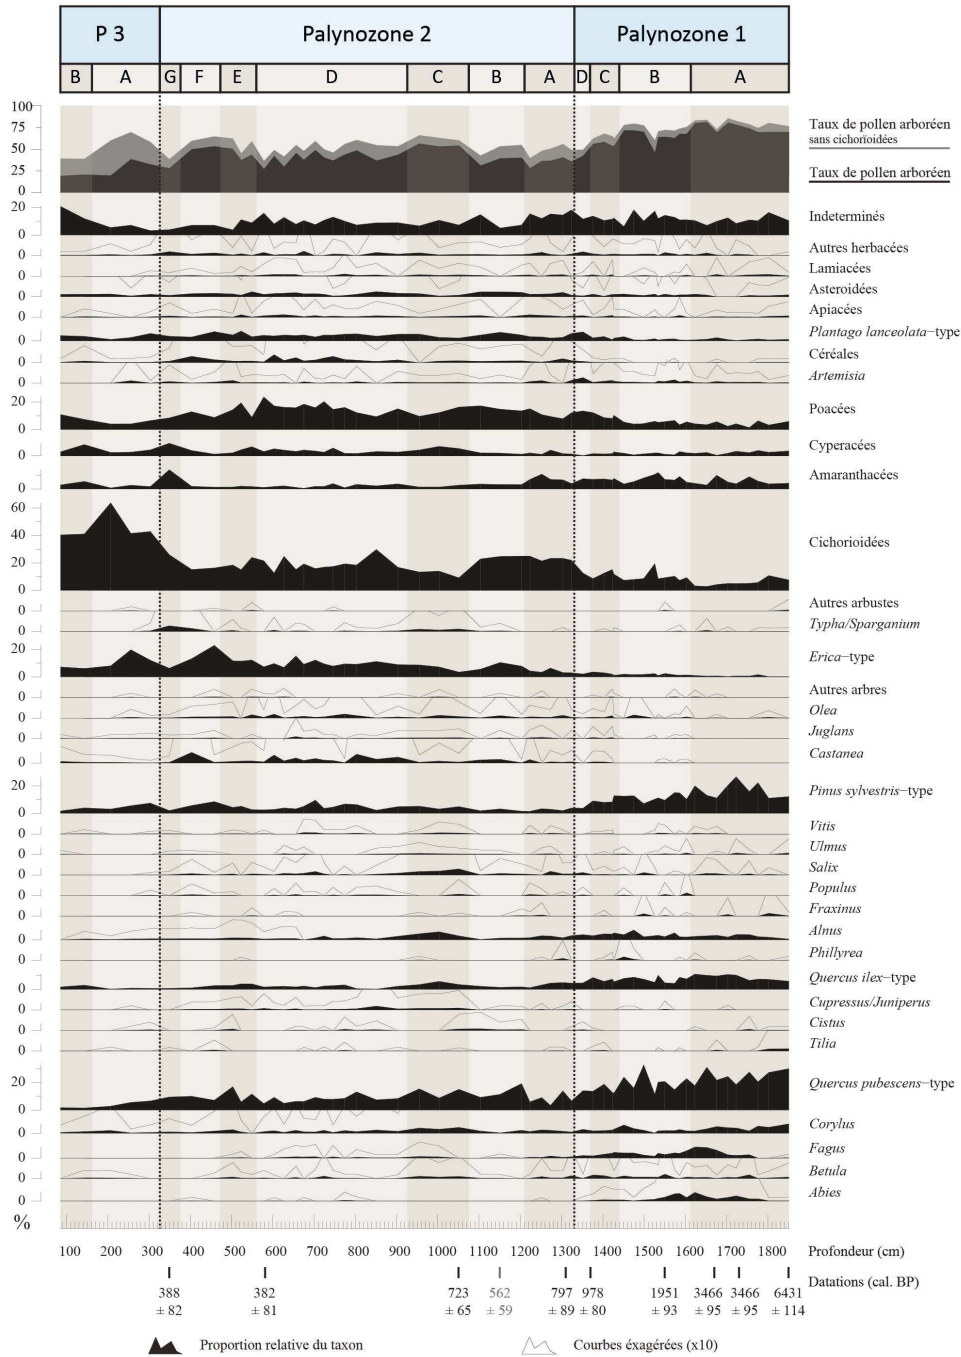 P 3 Palynozone 2 Palynozone 1
B A G F E D C B A D C B A
100
75
50
25
0
Taux de pollen arboréen
sans cichorïoidées
Taux de pollen arboréen
20
0
Indeterminés
0
Autres herbacées
0
Lamiacées
0
Asteroidées
0
Apiacées
0
Plantago lanceolata–type
0
Céréales
0
Artemisia
20
0
Poacées
0
Cyperacées
0
Amaranthacées
60
40
20
0
Cichorioidées
0
Autres arbustes
0
Typha/Sparganium
20
0
Erica–type
0
Autres arbres
0
Olea
0
Juglans
0
Castanea
20
0
Pinus sylvestris–type
0
Vitis
0
Ulmus
0
Salix
0
Populus
0
Fraxinus
0
Alnus
0
Phillyrea
0
Quercus ilex–type
0
Cupressus/Juniperus
0
Cistus
0
Tilia
20
0
Quercus pubescens–type
0
Corylus
0
Fagus
0
Betula
0
Abies
%
100 200 300 400 500 600 700 800 900 1000 1100 1200 1300 1400 1500 1600 1700 1800 Profondeur (cm)
Datations (cal. BP)
388 382 723 562 797 978 1951 3466 3466 6431
± 82 ± 81 ± 65 ± 59 ± 89 ± 80 ± 93 ± 95 ± 95 ± 114
Proportion relative du taxon Courbes éxagérées (x10)